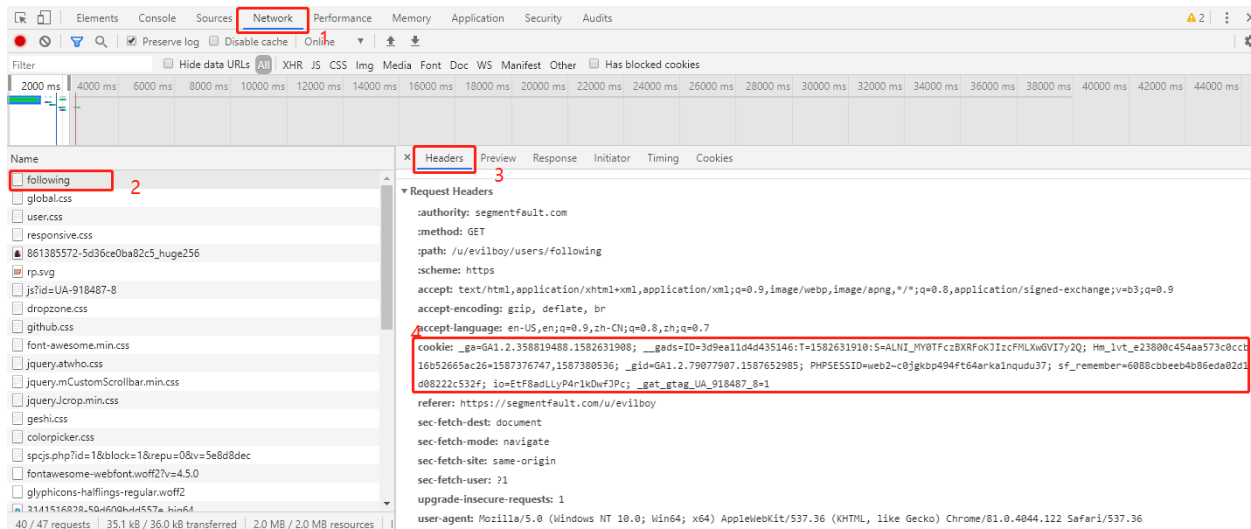 Elements Console Sources Network Performance Memory Application Security Audits 2
1
Preserve log Disable cache Online
Filter Hide data URLs All XHR JS CSS Img Media Font Doc WS Manifest Other Has blocked cookies
2000 ms 4000 ms 6000 ms 8000 ms 10000 ms 12000 ms 14000 ms 16000 ms 18000 ms 20000 ms 22000 ms 24000 ms 26000 ms 28000 ms 30000 ms 32000 ms 34000 ms 36000 ms 38000 ms 40000 ms 42000 ms 44000 ms
Name
following
2
global.css
user.css
responsive.css
861385572-5d36ce0ba82c5_huge256
rp.svg
js?id=UA-918487-8
dropzone.css
github.css
font-awesome.min.css
jquery.atwho.css
jquery.mCustomScrollbar.min.css
jquery.Jcrop.min.css
geshi.css
colorpicker.css
spcjs.php?id=1&block=1&repu=0&v=5e8d8dec
fontawesome-webfont.woff2?v=4.5.0
glyphicons-halflings-regular.woff2
3141516828-59d609bdd557e_big64
40 / 47 requests 35.1 kB / 36.0 kB transferred 2.0 MB / 2.0 MB resources
× Headers Preview Response Initiator Timing Cookies
3
Request Headers
:authority: segmentfault.com
:method: GET
:path: /u/evilboy/users/following
:scheme: https
accept: text/html,application/xhtml+xml,application/xml;q=0.9,image/webp,image/apng,*/*;q=0.8,application/signed-exchange;v=b3;q=0.9
accept-encoding: gzip, deflate, br
accept-language: en-US,en;q=0.9,zh-CN;q=0.8,zh;q=0.7
4
cookie: _ga=GA1.2.358819488.1582631908; __gads=ID=3d9ea11d4d435146:T=1582631910:S=ALNI_MY0TFczBXRFoKJIzcFMLXwGVI7y2Q; Hm_lvt_e23800c454aa573c0ccb
16b52665ac26=1587376747,1587380536; _gid=GA1.2.79077907.1587652985; PHPSESSID=web2~c0jgkbp494ft64arka1nqudu37; sf_remember=6088cbbeeb4b86eda02d1
d08222c532f; io=EtF8adLLyP4r1kDwfJPc; _gat_gtag_UA_918487_8=1
referer: https://segmentfault.com/u/evilboy
sec-fetch-dest: document
sec-fetch-mode: navigate
sec-fetch-site: same-origin
sec-fetch-user: ?1
upgrade-insecure-requests: 1
user-agent: Mozilla/5.0 (Windows NT 10.0; Win64; x64) AppleWebKit/537.36 (KHTML, like Gecko) Chrome/81.0.4044.122 Safari/537.36